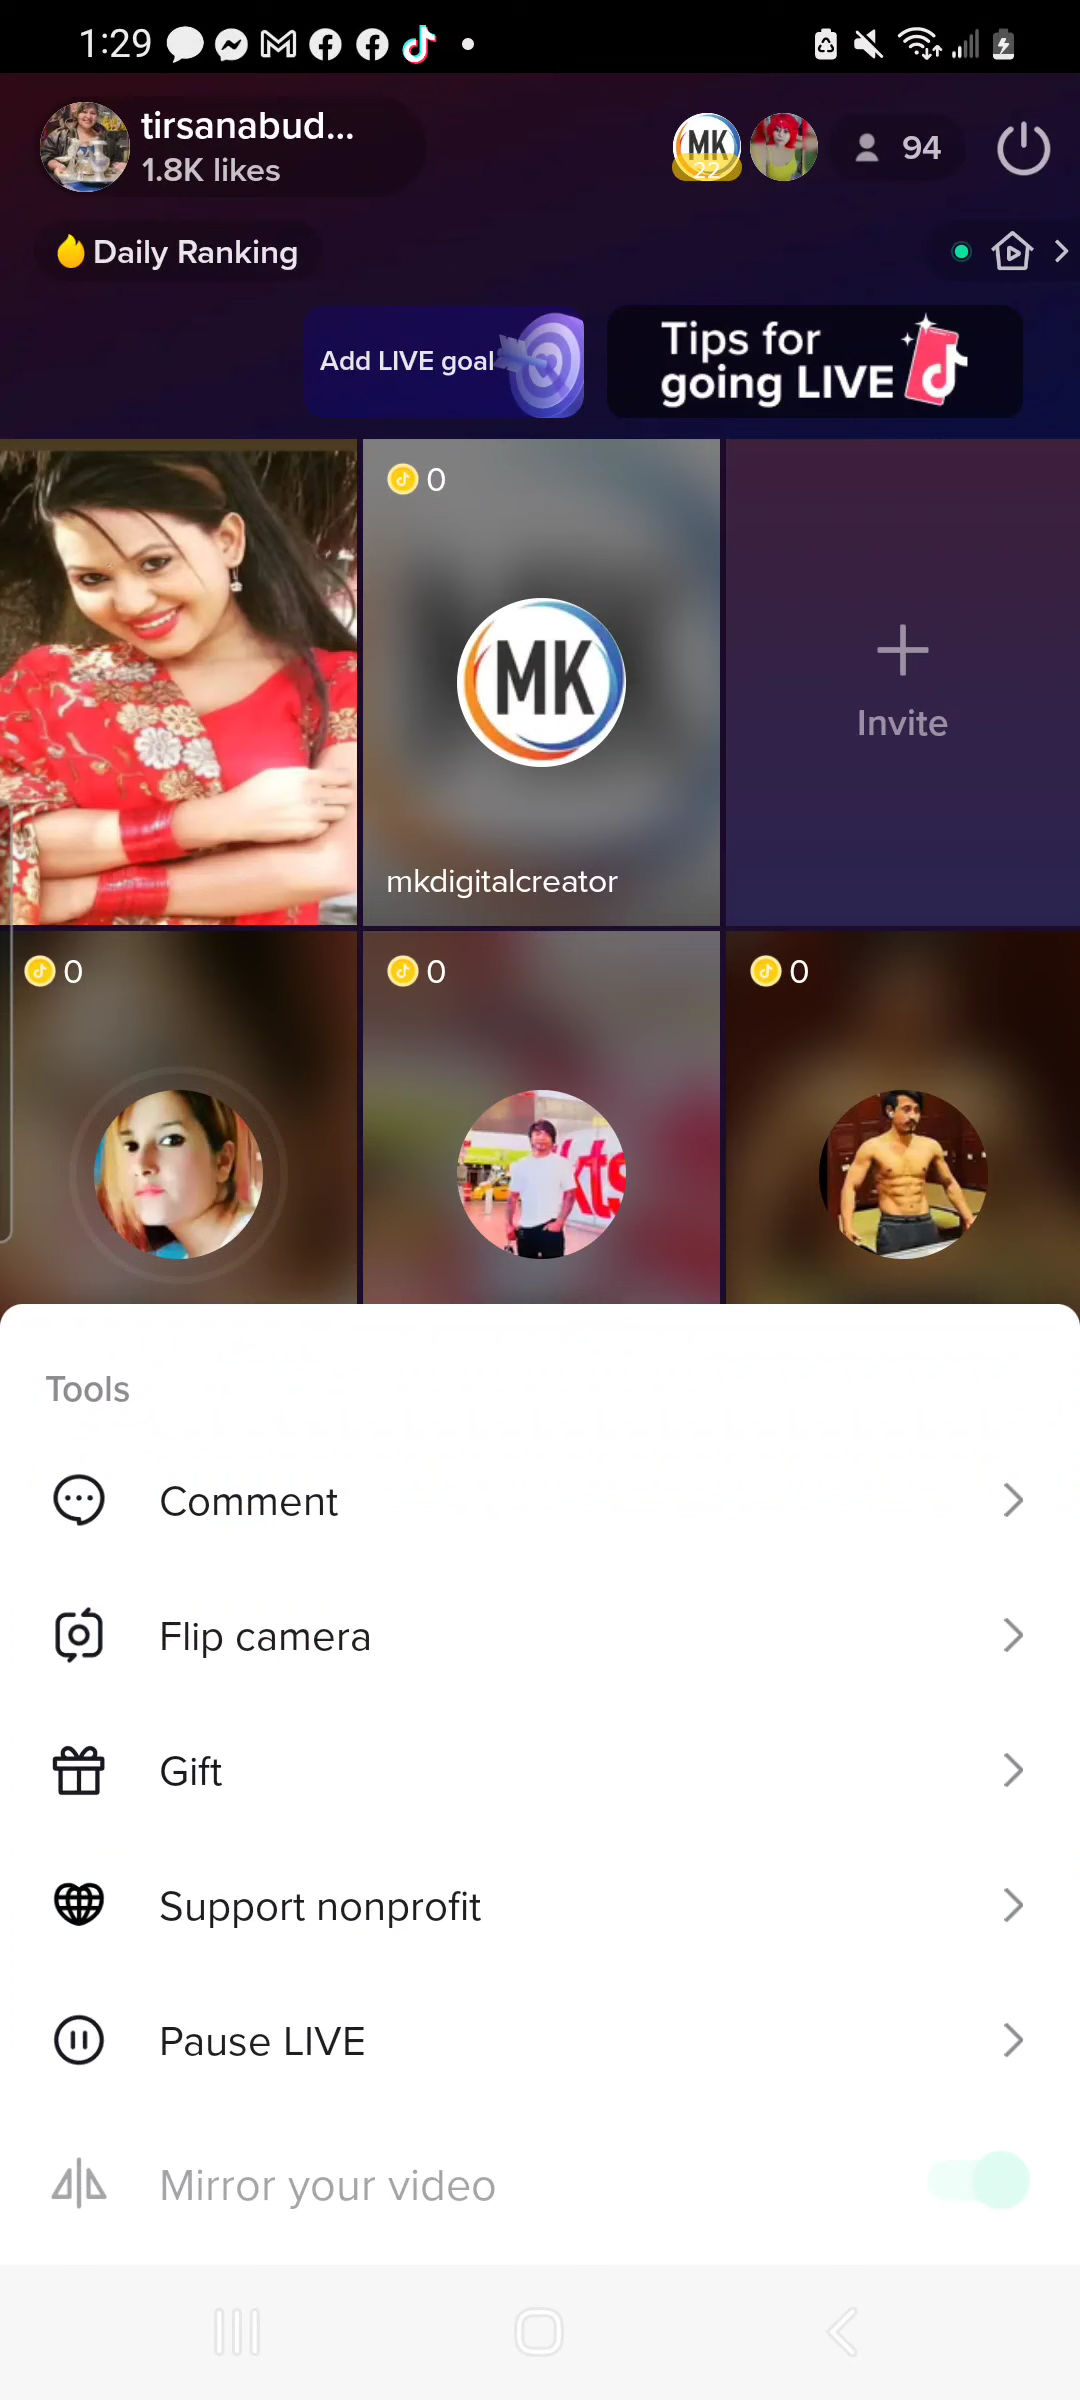 1:29
tirsanabud...
1.8K likes
MK
22
94
Daily Ranking
Add LIVE goal
Tips for
going LIVE
0
MK
mkdigitalcreator
Invite
0
0
0
kts
Tools
Comment
Flip camera
Gift
Support nonprofit
Pause LIVE
Mirror your video